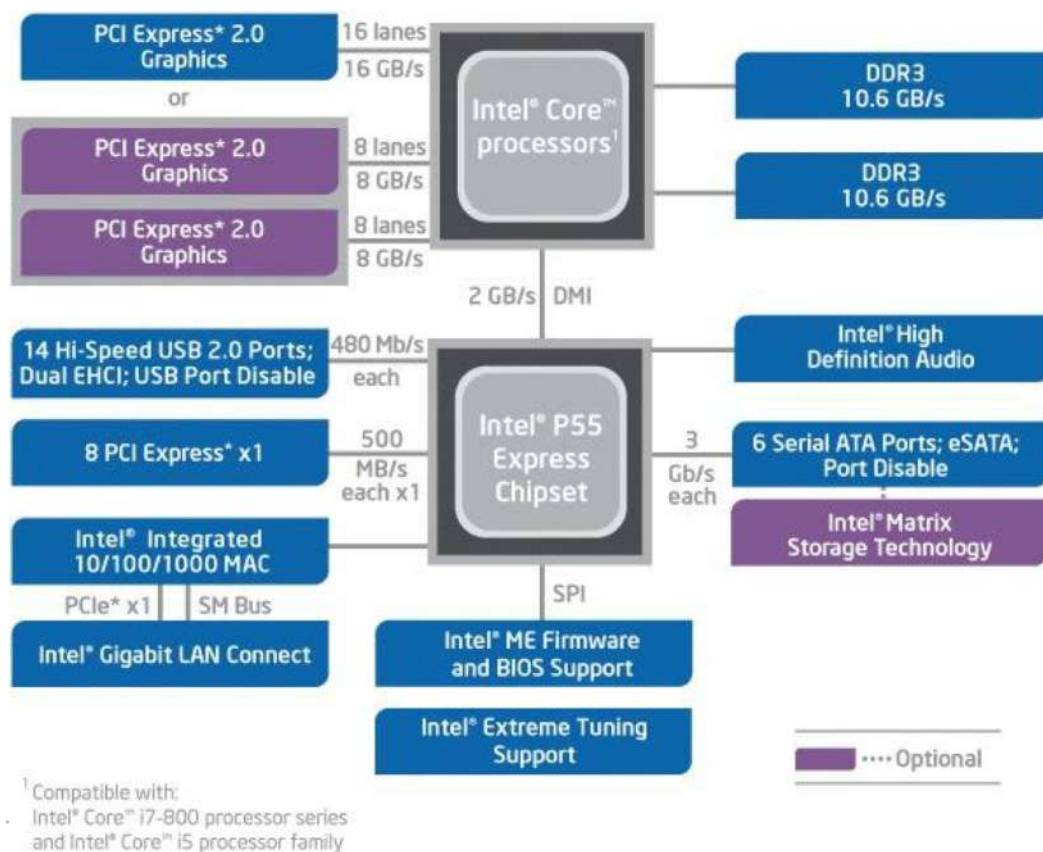 PCI Express* 2.0
Graphics
16 lanes
16 GB/s
or
PCI Express* 2.0
Graphics
8 lanes
8 GB/s
PCI Express* 2.0
Graphics
8 lanes
8 GB/s
Intel® Core™
processors¹
DDR3
10.6 GB/s
DDR3
10.6 GB/s
2 GB/s DMI
14 Hi-Speed USB 2.0 Ports;
Dual EHCI; USB Port Disable
480 Mb/s
each
8 PCI Express* x1
500
MB/s
each x1
Intel® Integrated
10/100/1000 MAC
PCIe* x1
SM Bus
Intel® Gigabit LAN Connect
Intel® P55
Express
Chipset
Intel® High
Definition Audio
3
Gb/s
each
6 Serial ATA Ports; eSATA;
Port Disable
Intel® Matrix
Storage Technology
SPI
Intel® ME Firmware
and BIOS Support
Intel® Extreme Tuning
Support
Optional
¹ Compatible with:
Intel® Core™ i7-800 processor series
and Intel® Core™ i5 processor family